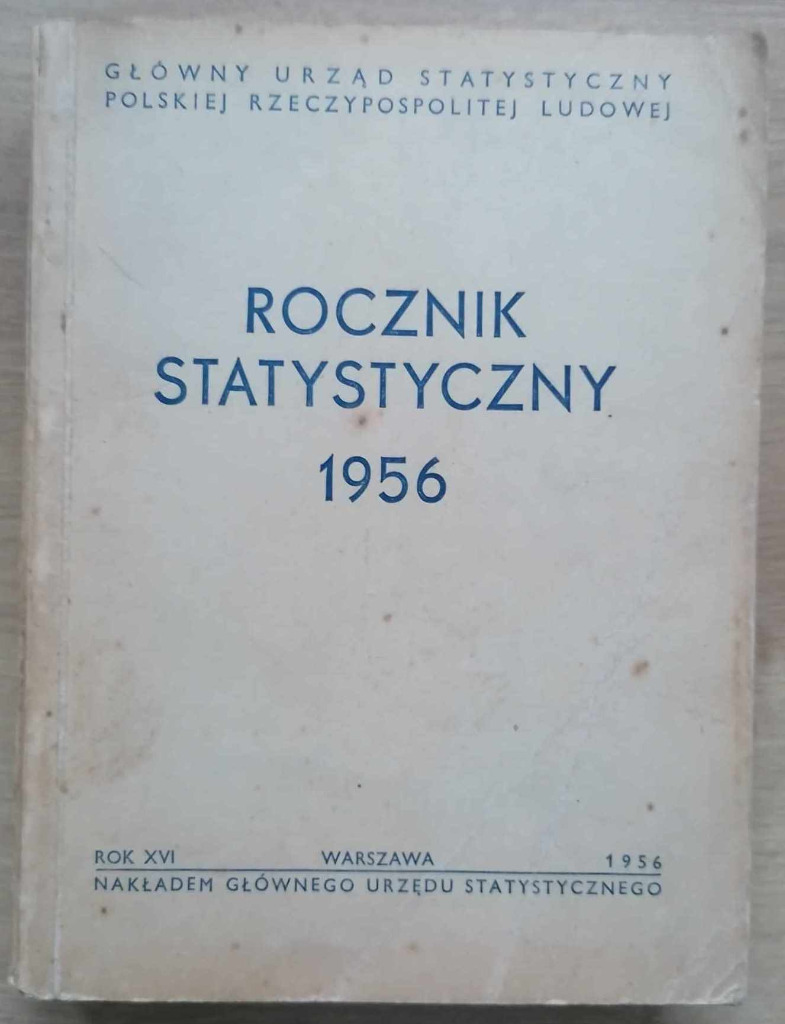 GŁÓWNY URZĄD STATYSTYCZNY
POLSKIEJ RZECZYPOSPOLITEJ LUDOWEJ
ROCZNIK
STATYSTYCZNY
1956
ROK XVI WARSZAWA 1956
NAKŁADEM GŁÓWNEGO URZĘDU STATYSTYCZNEGO